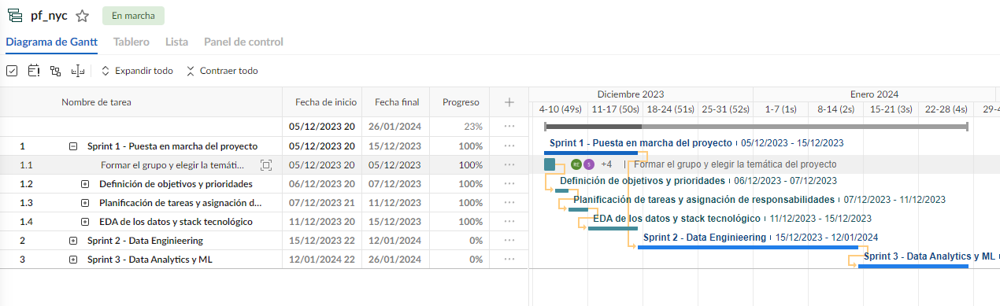 pf_nyc En marcha
Diagrama de Gantt Tablero Lista Panel de control
Expandir todo Contraer todo
Nombre de tarea Fecha de inicio Fecha final Progreso Diciembre 2023 Enero 2024
4-10 (49s) 11-17 (50s) 18-24 (51s) 25-31 (52s) 1-7 (1s) 8-14 (2s) 15-21 (3s) 22-28 (4s) 29-4
05/12/2023 20 26/01/2024 23%
1 Sprint 1 - Puesta en marcha del proyecto 05/12/2023 20 15/12/2023 100% Sprint 1 - Puesta en marcha del proyecto 05/12/2023 - 15/12/2023
1.1 Formar el grupo y elegir la temáti... 05/12/2023 20 05/12/2023 100% RE S +4 Formar el grupo y elegir la temática del proyecto
1.2 Definición de objetivos y prioridades 06/12/2023 20 07/12/2023 100% Definición de objetivos y prioridades 06/12/2023 - 07/12/2023
1.3 Planificación de tareas y asignación d... 07/12/2023 21 11/12/2023 100% Planificación de tareas y asignación de responsabilidades 07/12/2023 - 11/12/2023
1.4 EDA de los datos y stack tecnológico 11/12/2023 20 15/12/2023 100% EDA de los datos y stack tecnológico 11/12/2023 - 15/12/2023
2 Sprint 2 - Data Enginieering 15/12/2023 22 12/01/2024 0% Sprint 2 - Data Enginieering 15/12/2023 - 12/01/2024
3 Sprint 3 - Data Analytics y ML 12/01/2024 22 26/01/2024 0% Sprint 3 - Data Analytics y ML